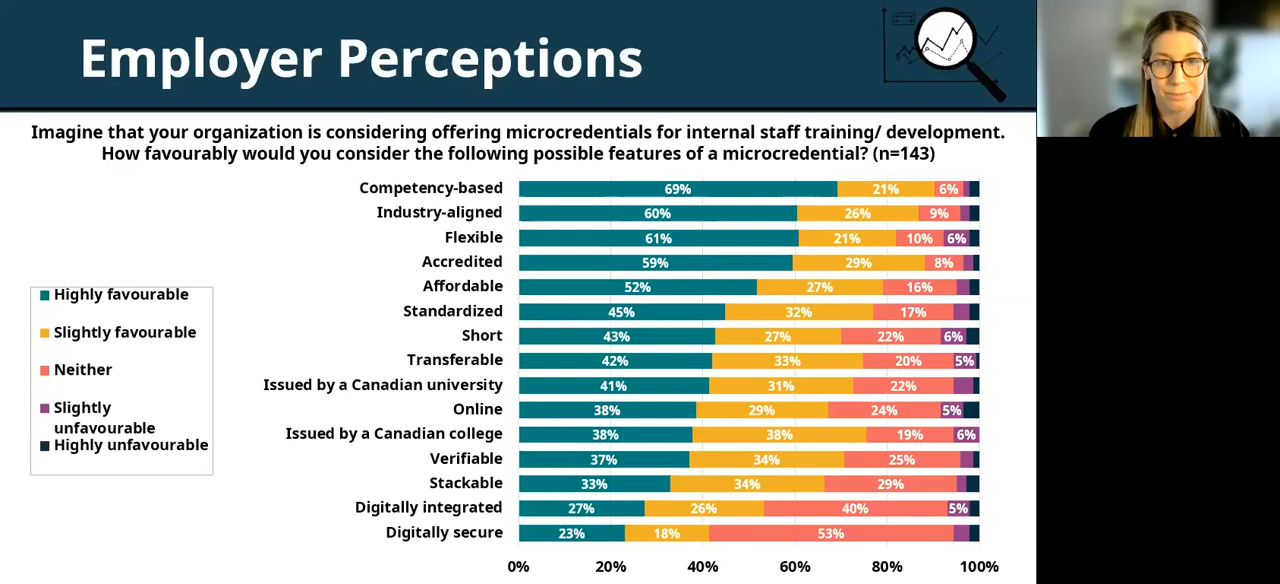 Employer Perceptions
Imagine that your organization is considering offering microcredentials for internal staff training/ development.
How favourably would you consider the following possible features of a microcredential? (n=143)
Competency-based 69% 21% 6%
Industry-aligned 60% 26% 9%
Flexible 61% 21% 10% 6%
Accredited 59% 29% 8%
Affordable 52% 27% 16%
Standardized 45% 32% 17%
Short 43% 27% 22% 6%
Transferable 42% 33% 20% 5%
Issued by a Canadian university 41% 31% 22%
Online 38% 29% 24% 5%
Issued by a Canadian college 38% 38% 19% 6%
Verifiable 37% 34% 25%
Stackable 33% 34% 29%
Digitally integrated 27% 26% 40% 5%
Digitally secure 23% 18% 53%
0% 20% 40% 60% 80% 100%
Highly favourable
Slightly favourable
Neither
Slightly
unfavourable
Highly unfavourable